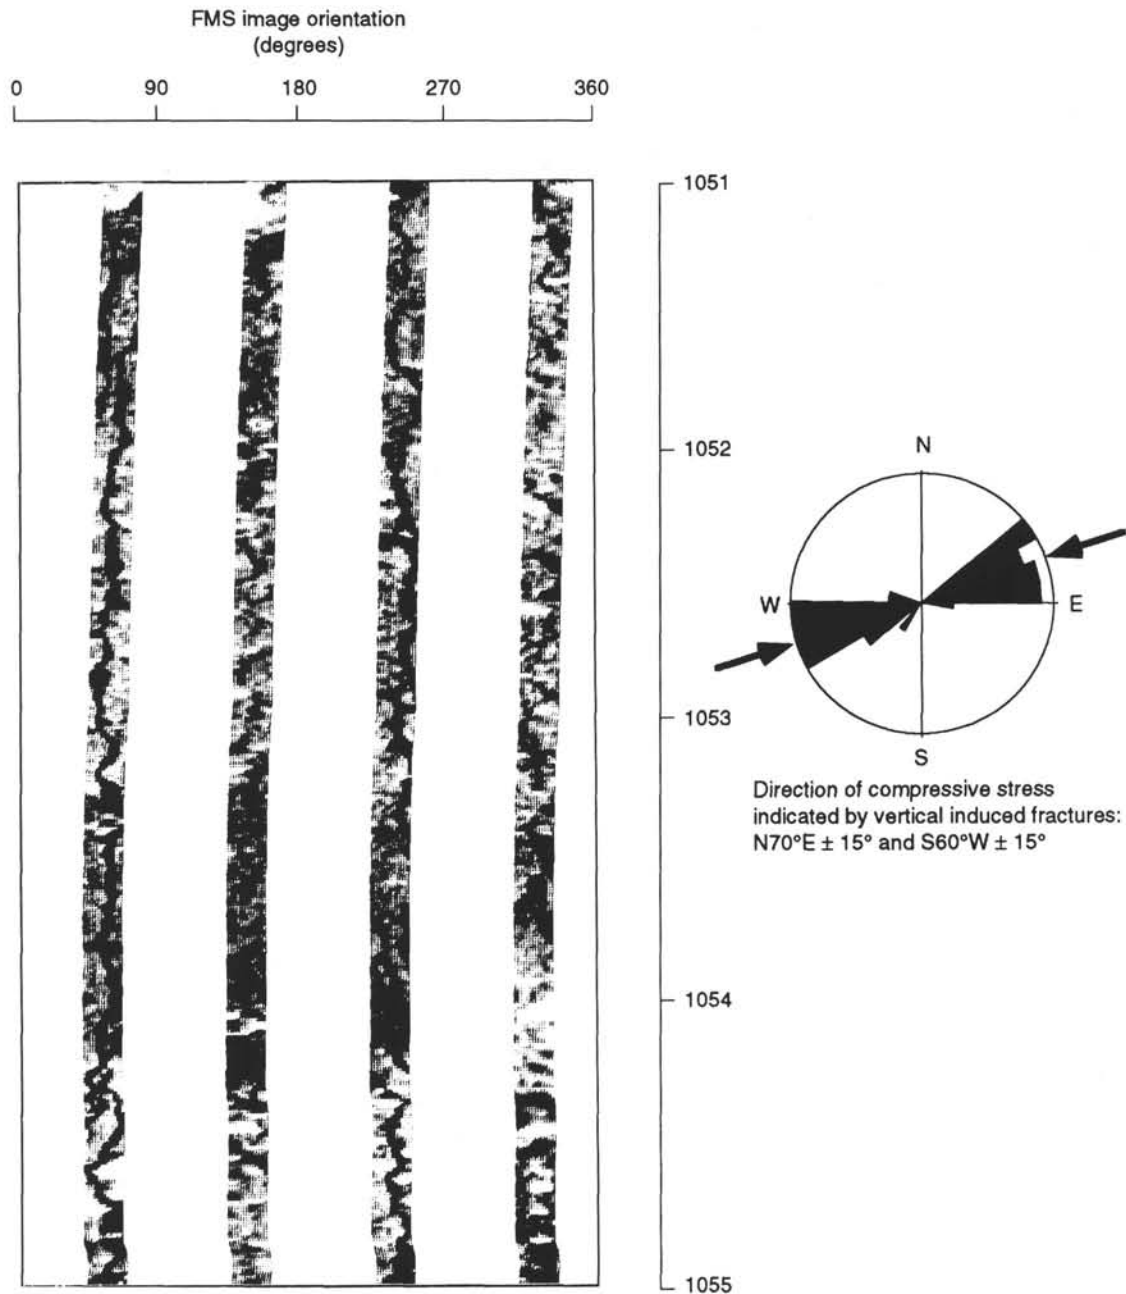 FMS image orientation
(degrees)
0 90 180 270 360
1051
1052
1053
1054
1055
N
W E
S
Direction of compressive stress
indicated by vertical induced fractures:
N70°E ± 15° and S60°W ± 15°